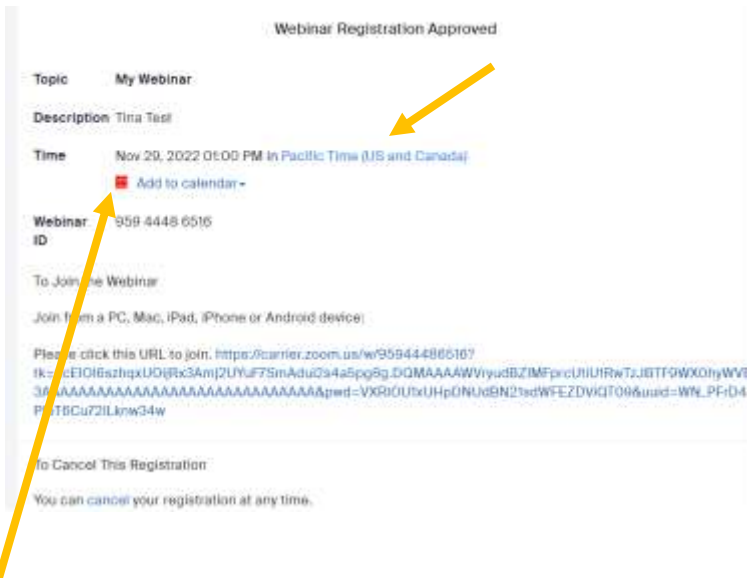 Webinar Registration Approved
Topic My Webinar
Description Tina Test
Time Nov 29, 2022 01:00 PM in Pacific Time (US and Canada)
Add to calendar
Webinar ID 959 4448 6516
To Join the Webinar
Join from a PC, Mac, iPad, iPhone or Android device:
Please click this URL to join. https://carrier.zoom.us/w/95944486516?
To Cancel This Registration
You can cancel your registration at any time.